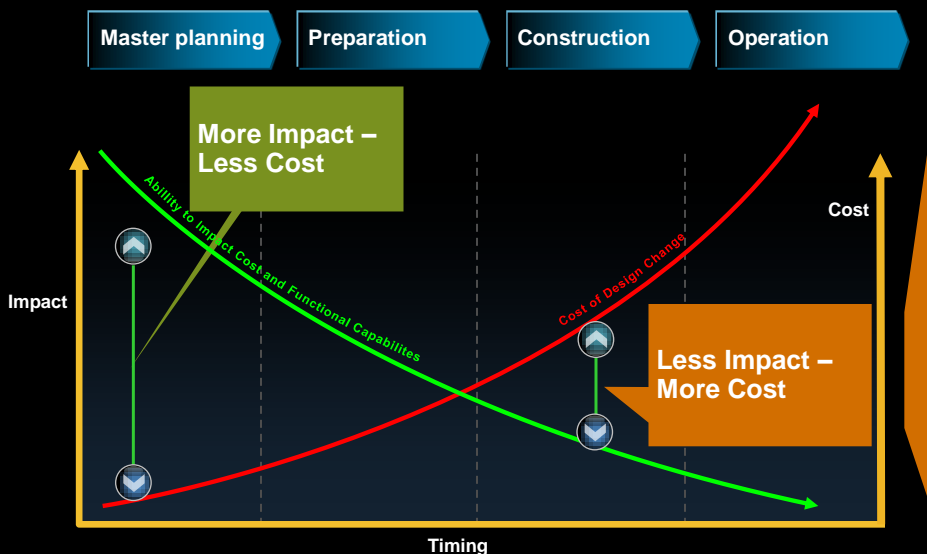 Master planning
Preparation
Construction
Operation
More Impact –
Less Cost
Cost
Abillity to Impact Cost and Functional Capabilites
Cost of Design Change
Impact
Less Impact –
More Cost
Timing